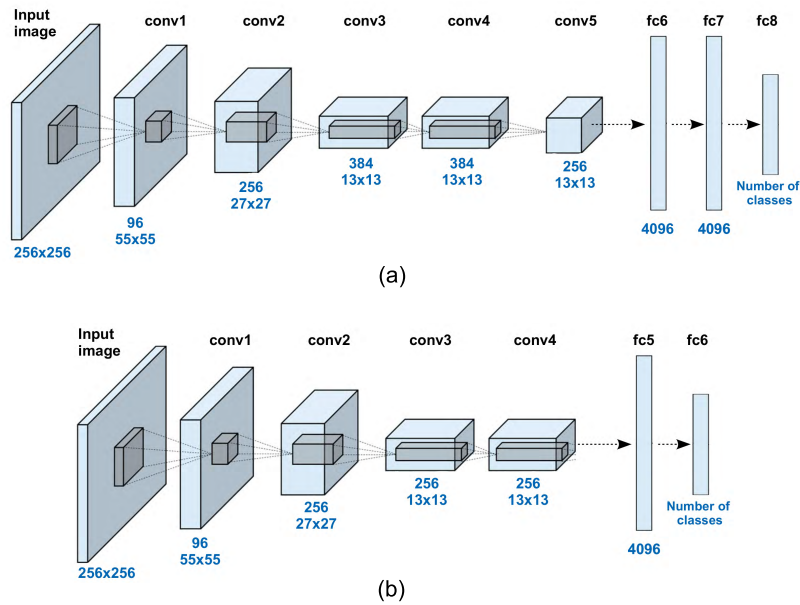 Input
image
conv1
conv2
conv3
conv4
conv5
fc6
fc7
fc8
256x256
96
55x55
256
27x27
384
13x13
384
13x13
256
13x13
4096
4096
Number of
classes
(a)
Input
image
conv1
conv2
conv3
conv4
fc5
fc6
256x256
96
55x55
256
27x27
256
13x13
256
13x13
4096
Number of
classes
(b)